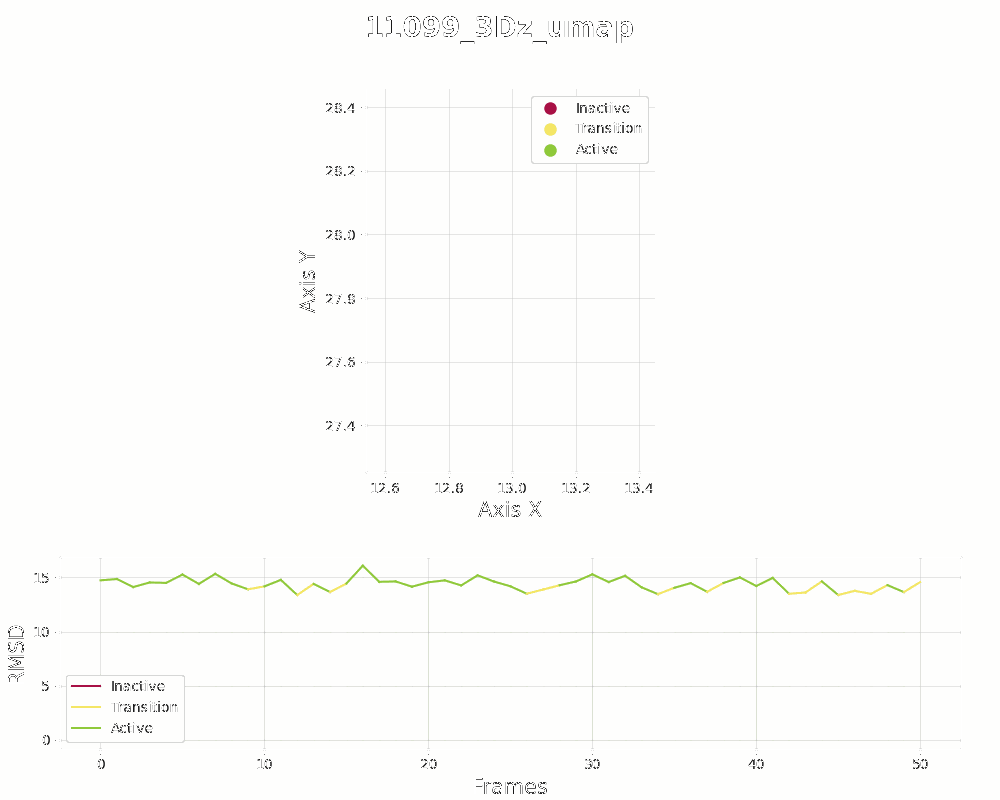 11099_3Dz_umap
28.4
28.2
28.0
27.8
27.6
27.4
Axis Y
Inactive
Transition
Active
12.6 12.8 13.0 13.2 13.4
Axis X
15
10
5
0
RMSD
Inactive
Transition
Active
0 10 20 30 40 50
Frames